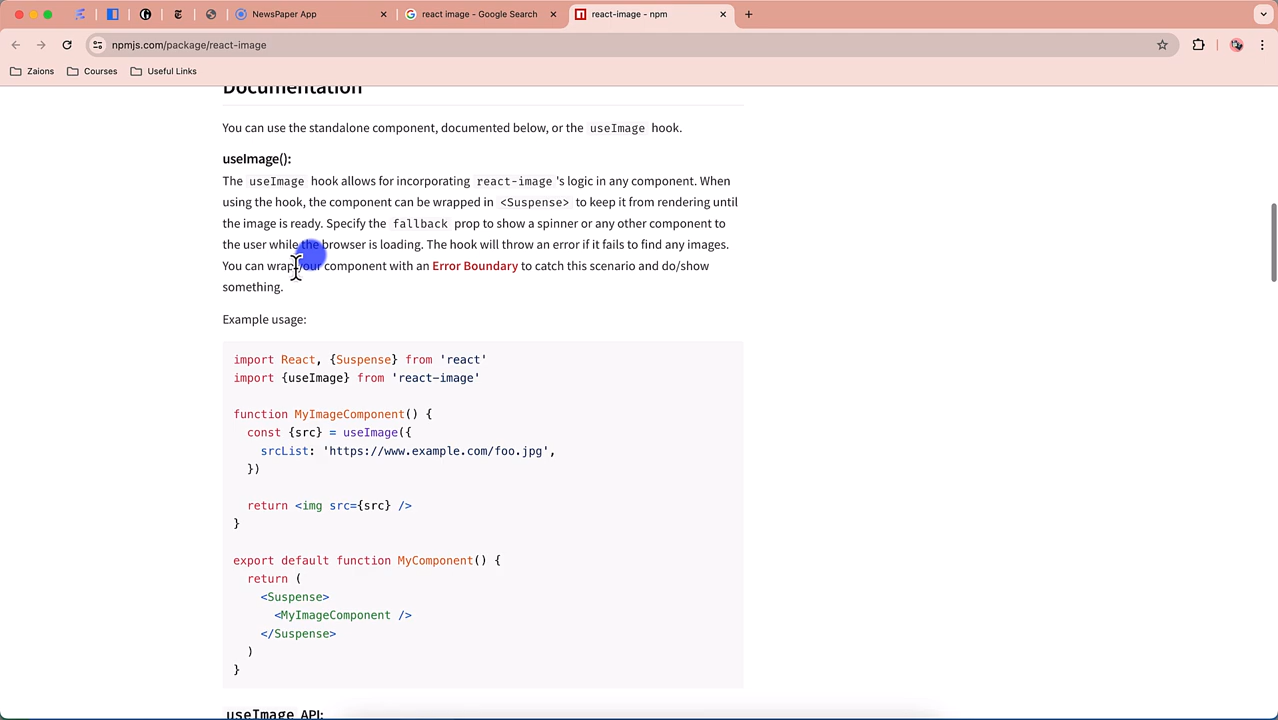 NewsPaper App
react image - Google Search
react-image - npm
npmjs.com/package/react-image
Zaions
Courses
Useful Links
Documentation
You can use the standalone component, documented below, or the useImage hook.
useImage():
The useImage hook allows for incorporating react-image's logic in any component. When
using the hook, the component can be wrapped in <Suspense> to keep it from rendering until
the image is ready. Specify the fallback prop to show a spinner or any other component to
the user while the browser is loading. The hook will throw an error if it fails to find any images.
You can wrap your component with an Error Boundary to catch this scenario and do/show
something.
Example usage:
import React, {Suspense} from 'react'
import {useImage} from 'react-image'
function MyImageComponent() {
const {src} = useImage({
srcList: 'https://www.example.com/foo.jpg',
})
return <img src={src} />
}
export default function MyComponent() {
return (
<Suspense>
<MyImageComponent />
</Suspense>
)
}
useImage API: